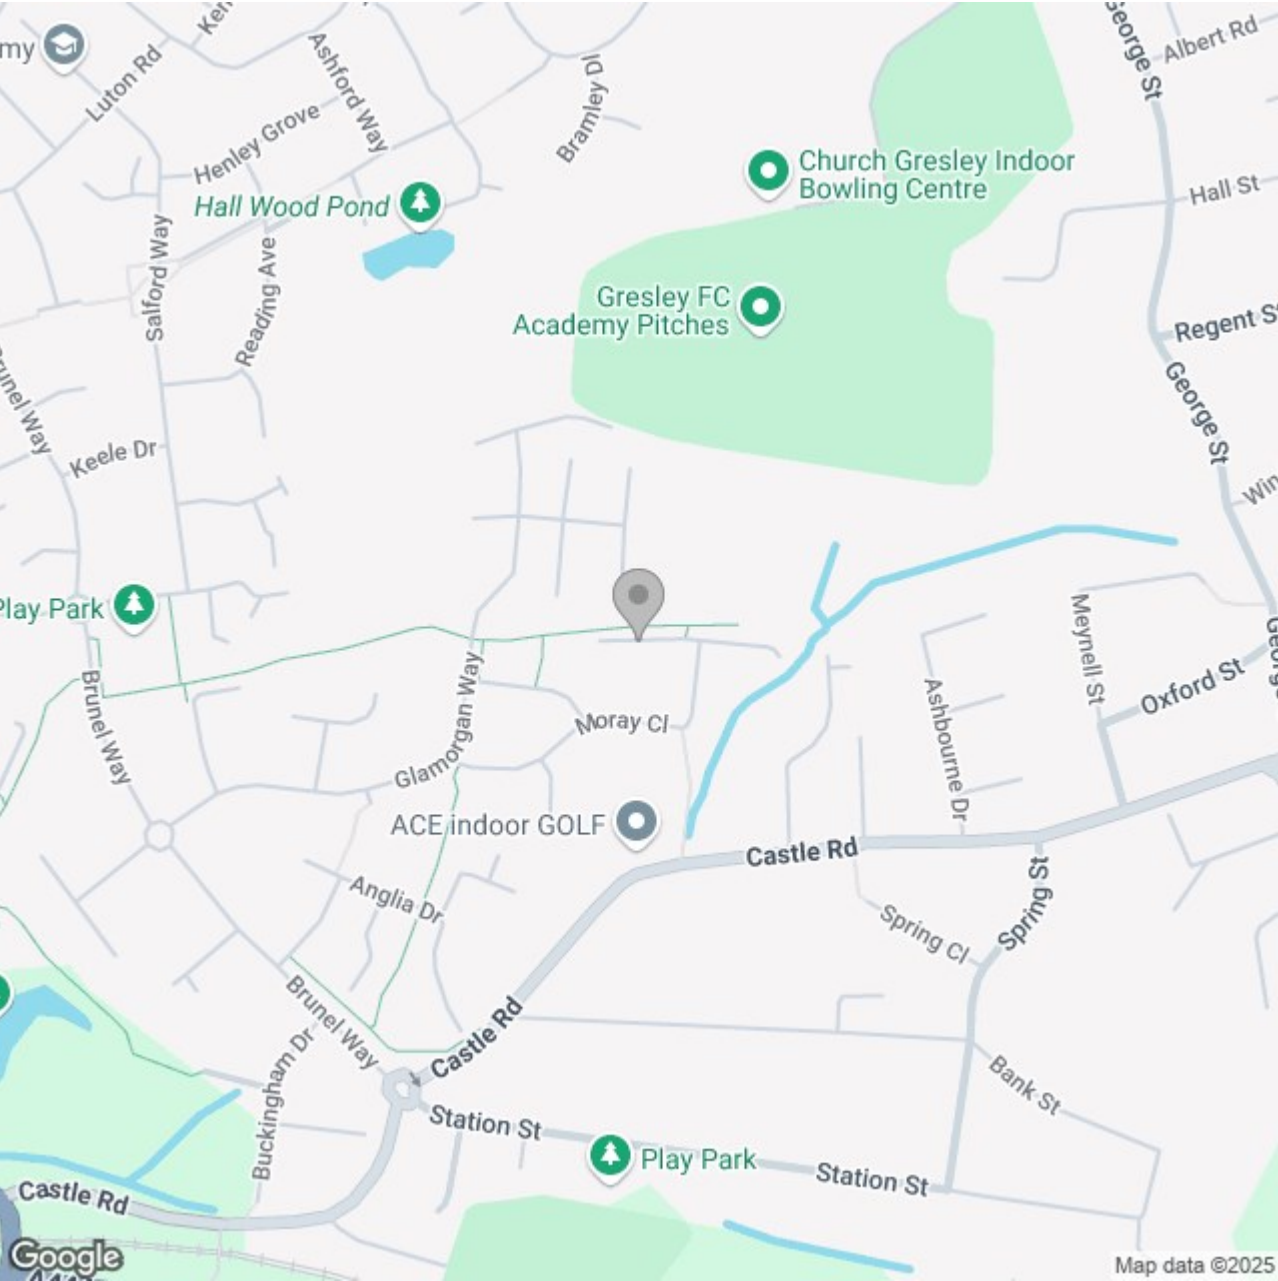 my
Luton Rd
Ashford Way
Bramley Dl
George St
Albert Rd
Henley Grove
Church Gresley Indoor
Bowling Centre
Hall St
Hall Wood Pond
Salford Way
Reading Ave
Gresley FC
Academy Pitches
Regent S
Brunel Way
George St
Keele Dr
Play Park
Meynell St
Oxford St
Brunel Way
Glamorgan Way
Moray Cl
Ashbourne Dr
ACE indoor GOLF
Castle Rd
Anglia Dr
Spring St
Spring Cl
Brunel Way
Castle Rd
Buckingham Dr
Bank St
Station St
Play Park
Station St
Castle Rd
Google
Map data ©2025